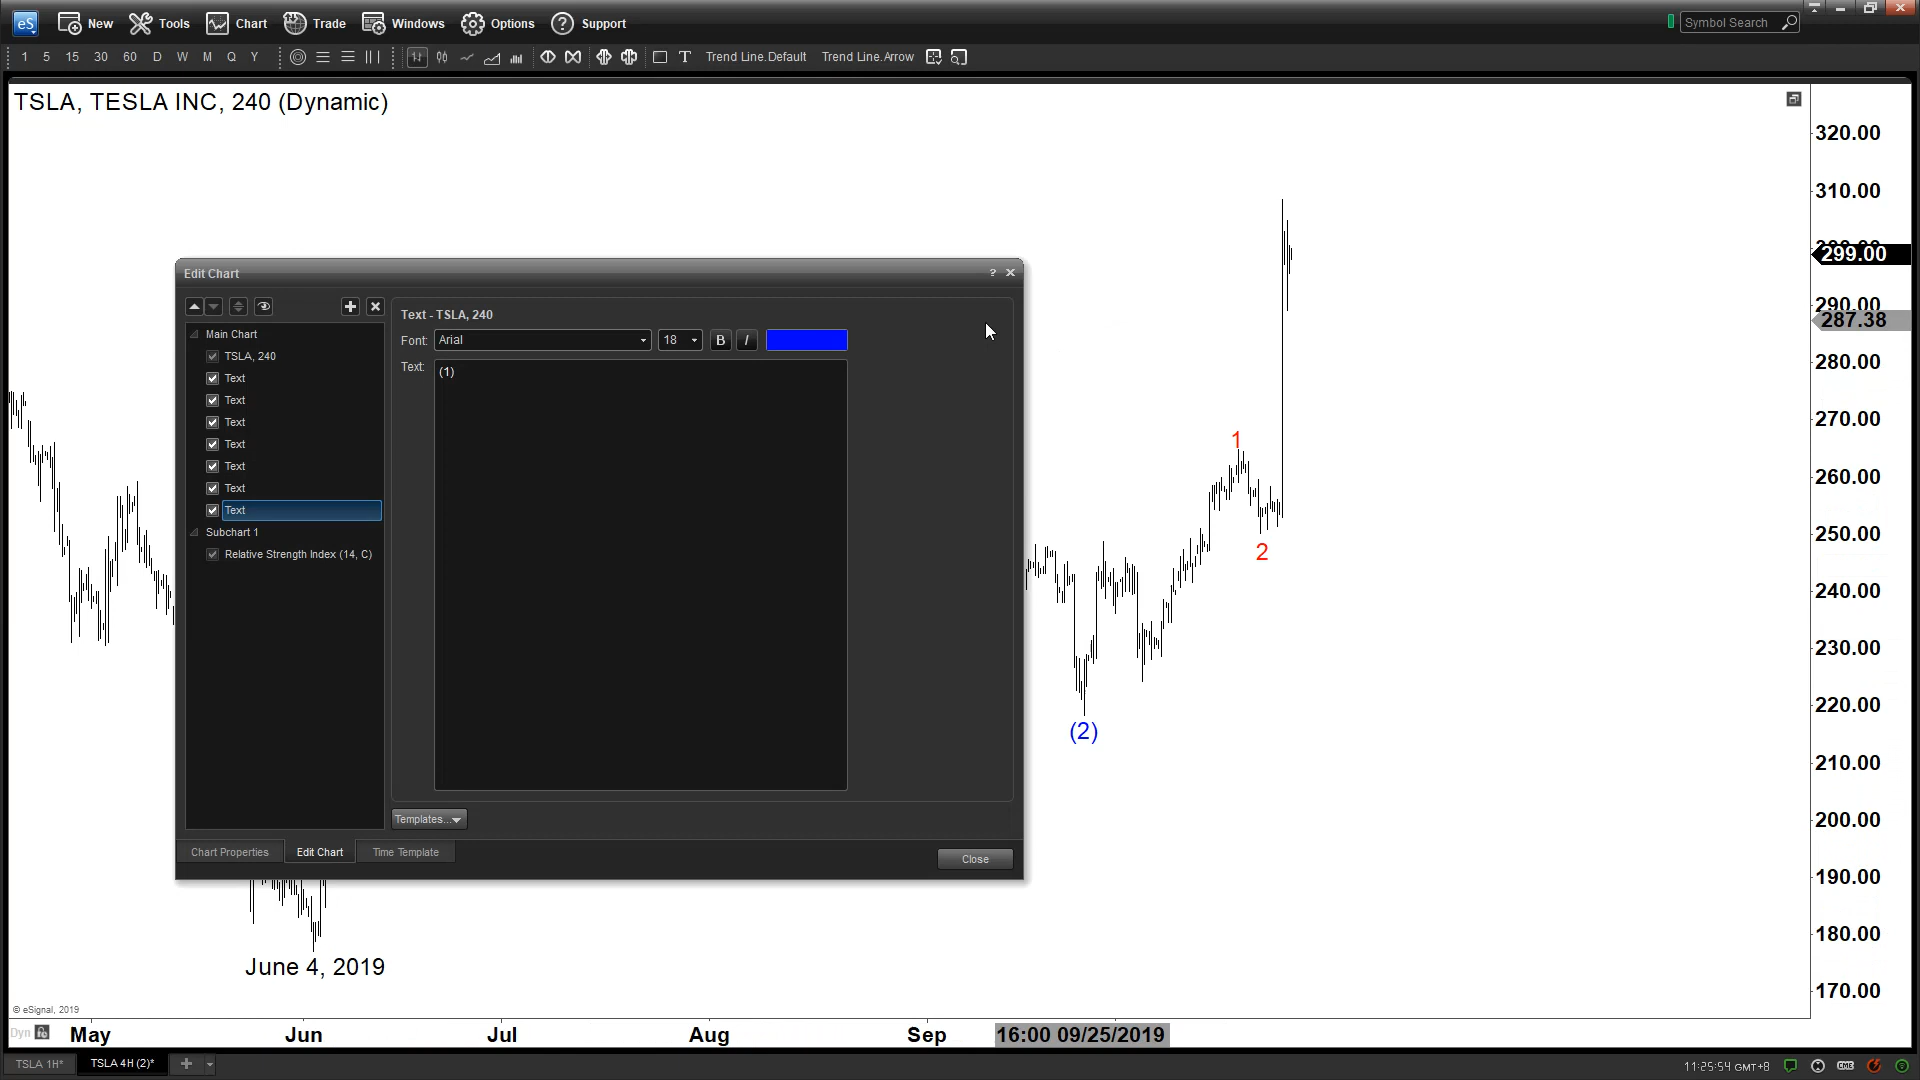 eS New Tools Chart Trade Windows Options Support Symbol Search
1 5 15 30 60 D W M Q Y T Trend Line.Default Trend Line.Arrow
TSLA, TESLA INC, 240 (Dynamic)
320.00
310.00
299.00
290.00
287.38
280.00
270.00
260.00
250.00
240.00
230.00
220.00
210.00
200.00
190.00
180.00
170.00
Edit Chart ?
Main Chart
TSLA, 240
Text
Text
Text
Text
Text
Text
Text
Subchart 1
Relative Strength Index (14, C)
Text - TSLA, 240
Font: Arial 18 B I
Text: (1)
Templates...
Chart Properties Edit Chart Time Template Close
1
2
(2)
June 4, 2019
© eSignal, 2019
Dyn May Jun Jul Aug Sep 16:00 09/25/2019
TSLA 1H* TSLA 4H (2)* 11:25:54 GMT+8 CME